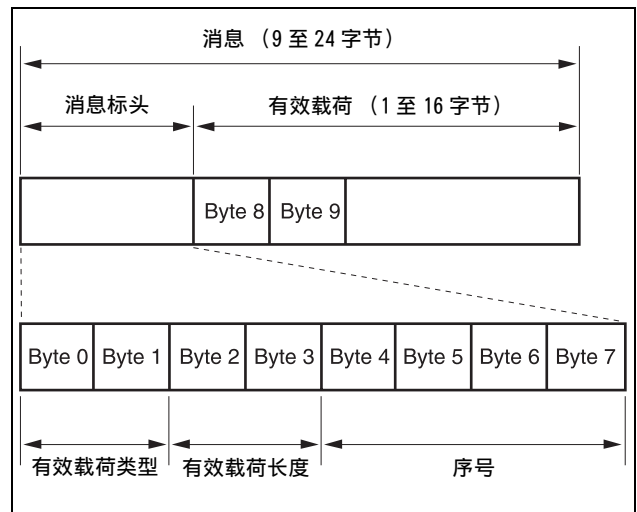 消息 （9 至 24 字节）
消息标头 有效载荷 （1 至 16 字节）
Byte 8 Byte 9
Byte 0 Byte 1 Byte 2 Byte 3 Byte 4 Byte 5 Byte 6 Byte 7
有效载荷类型 有效载荷长度 序号